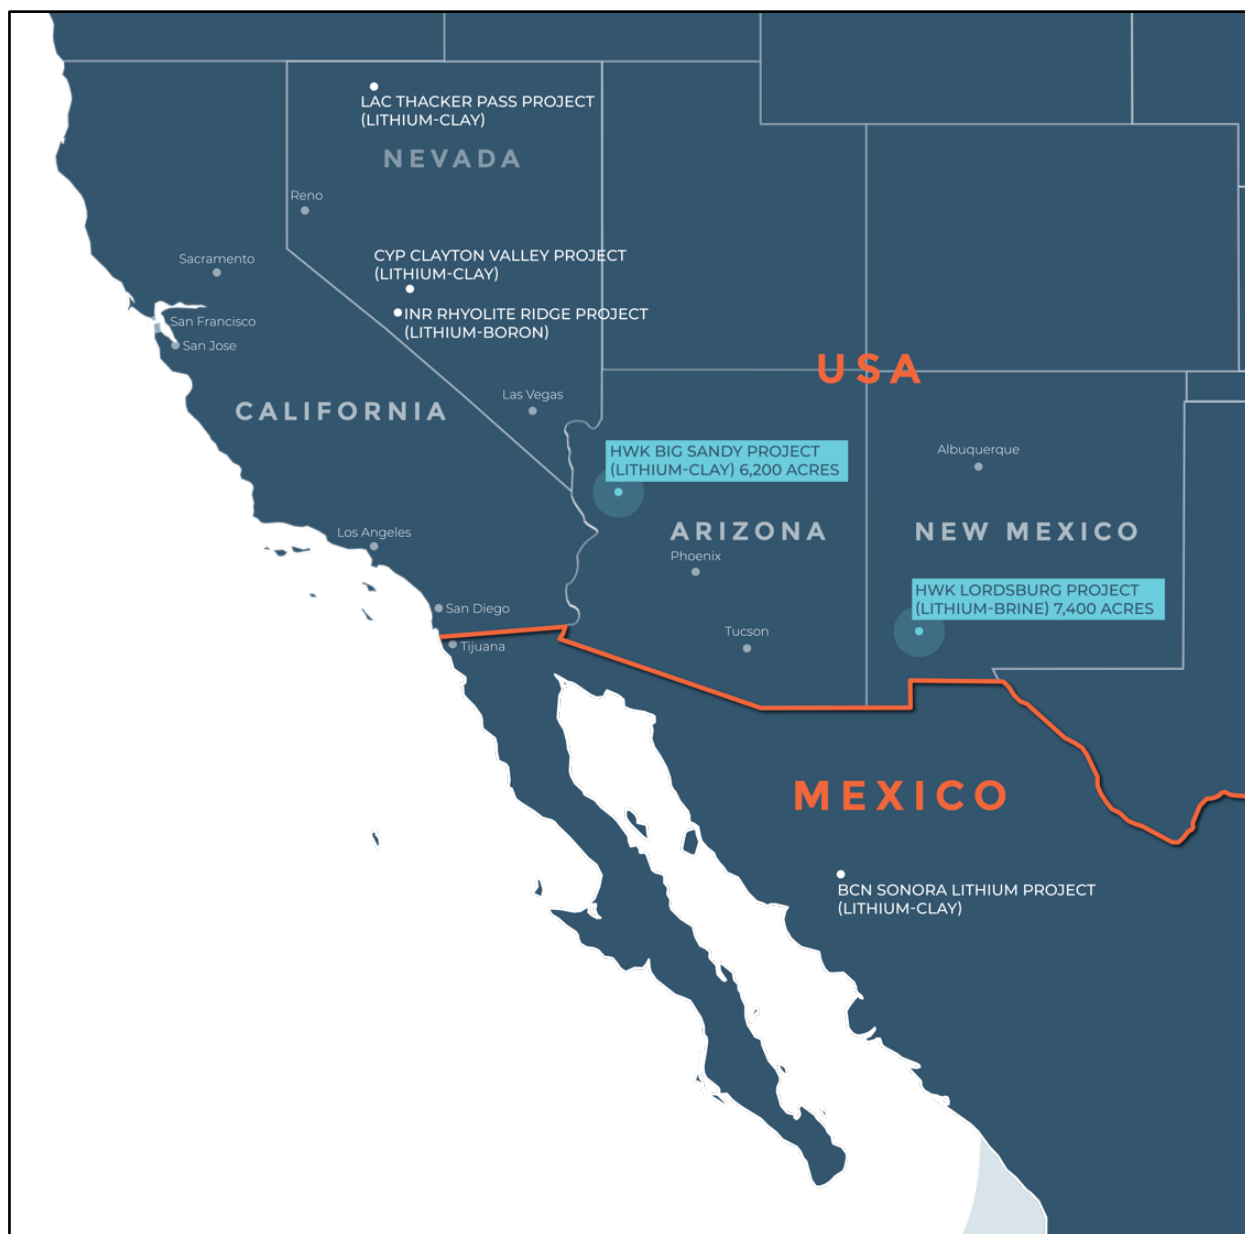 LAC THACKER PASS PROJECT
(LITHIUM-CLAY)
NEVADA
Reno
CYP CLAYTON VALLEY PROJECT
(LITHIUM-CLAY)
Sacramento
INR RHYOLITE RIDGE PROJECT
(LITHIUM-BORON)
San Francisco
San Jose
USA
Las Vegas
CALIFORNIA
HWK BIG SANDY PROJECT
(LITHIUM-CLAY) 6,200 ACRES
Albuquerque
Los Angeles
ARIZONA
NEW MEXICO
Phoenix
HWK LORDSBURG PROJECT
(LITHIUM-BRINE) 7,400 ACRES
San Diego
Tucson
Tijuana
MEXICO
BCN SONORA LITHIUM PROJECT
(LITHIUM-CLAY)